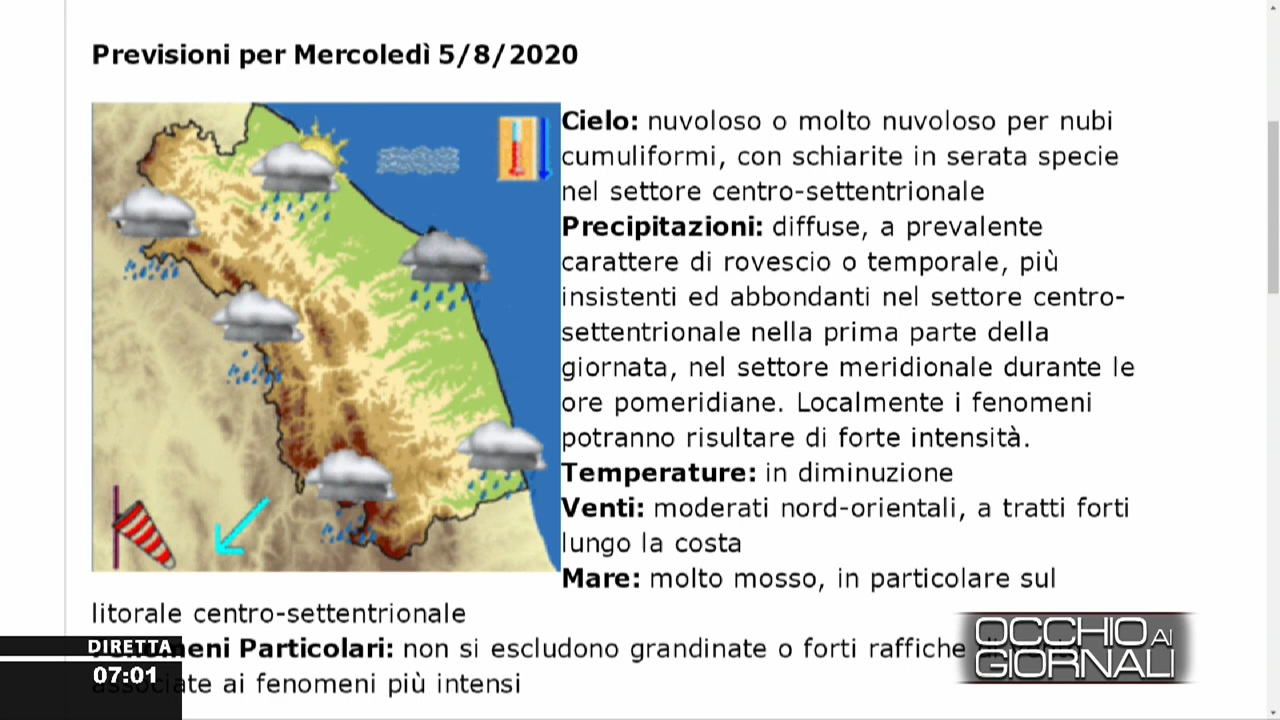 Previsioni per Mercoledì 5/8/2020
Cielo: nuvoloso o molto nuvoloso per nubi
cumuliformi, con schiarite in serata specie
nel settore centro-settentrionale
Precipitazioni: diffuse, a prevalente
carattere di rovescio o temporale, più
insistenti ed abbondanti nel settore centro-
settentrionale nella prima parte della
giornata, nel settore meridionale durante le
ore pomeridiane. Localmente i fenomeni
potranno risultare di forte intensità.
Temperature: in diminuzione
Venti: moderati nord-orientali, a tratti forti
lungo la costa
Mare: molto mosso, in particolare sul
litorale centro-settentrionale
Fenomeni Particolari: non si escludono grandinate o forti raffiche
associate ai fenomeni più intensi
DIRETTA
07:01
OCCHIO AI
GIORNALI